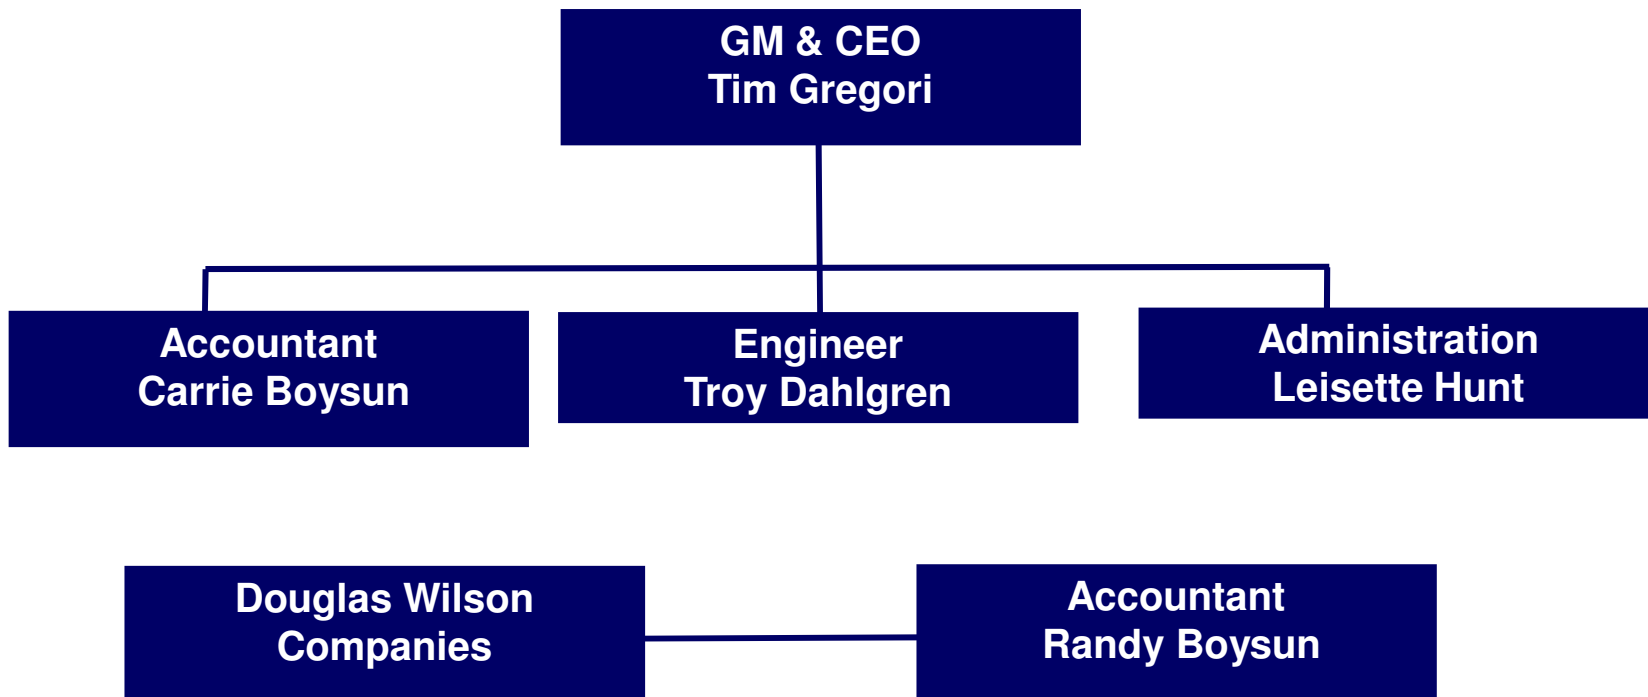 GM & CEO
Tim Gregori
Accountant
Carrie Boysun
Engineer
Troy Dahlgren
Administration
Leisette Hunt
Douglas Wilson
Companies
Accountant
Randy Boysun